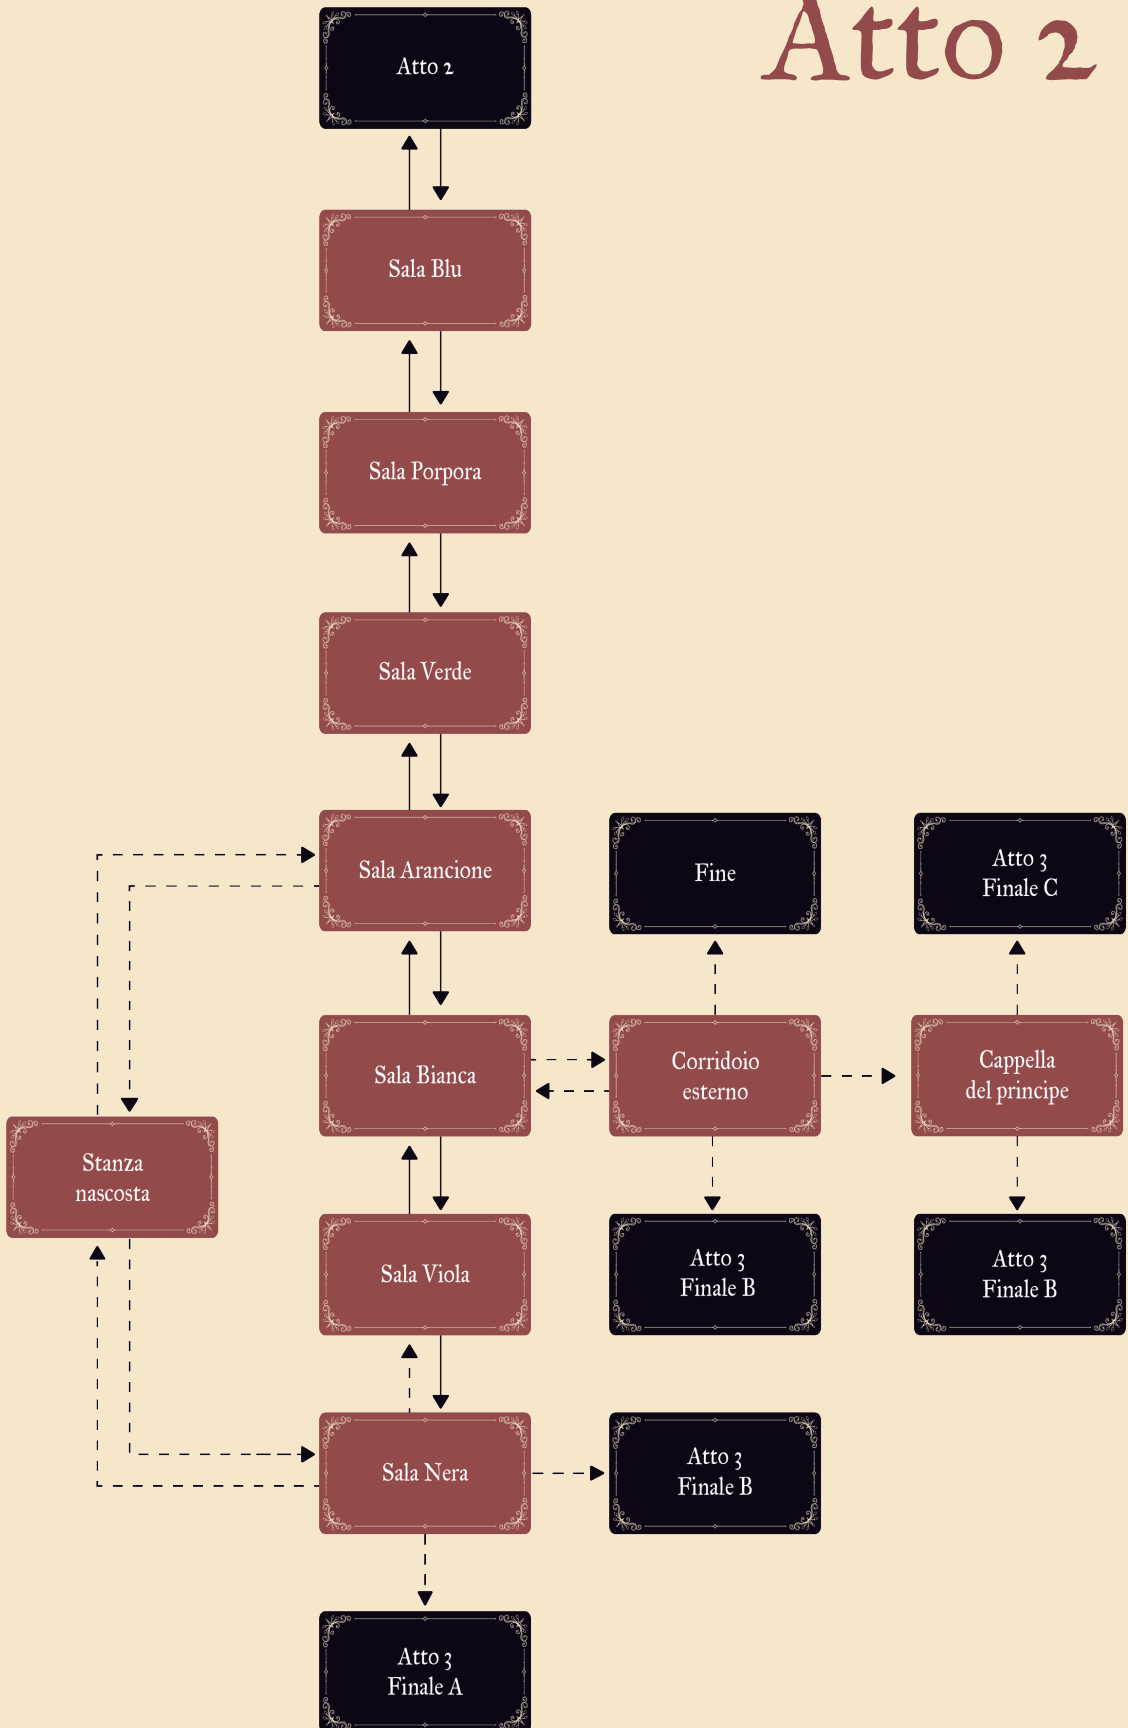 Atto 2
Atto 2
Sala Blu
Sala Porpora
Sala Verde
Sala Arancione
Fine
Atto 3
Finale C
Sala Bianca
Corridoio
esterno
Cappella
del principe
Stanza
nascosta
Sala Viola
Atto 3
Finale B
Atto 3
Finale B
Sala Nera
Atto 3
Finale B
Atto 3
Finale A